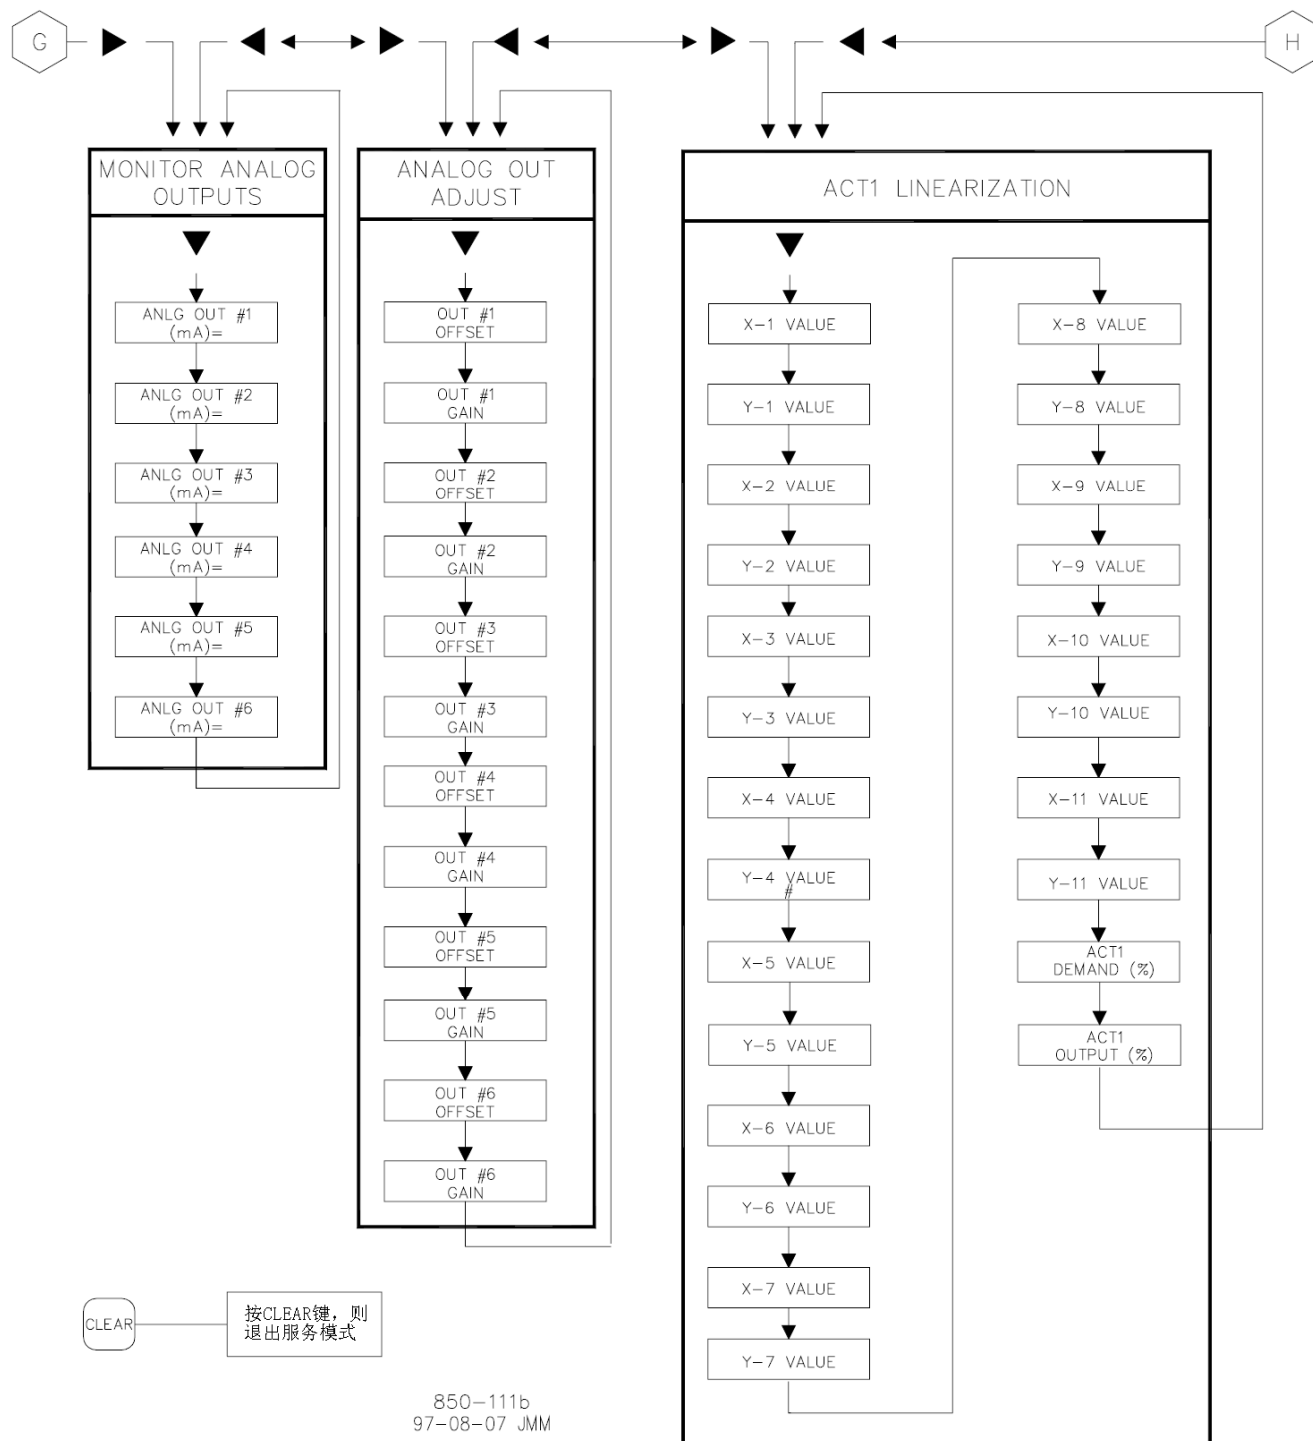 G
H
MONITOR ANALOG
OUTPUTS
ANLG OUT #1
(mA)=
ANLG OUT #2
(mA)=
ANLG OUT #3
(mA)=
ANLG OUT #4
(mA)=
ANLG OUT #5
(mA)=
ANLG OUT #6
(mA)=
ANALOG OUT
ADJUST
OUT #1
OFFSET
OUT #1
GAIN
OUT #2
OFFSET
OUT #2
GAIN
OUT #3
OFFSET
OUT #3
GAIN
OUT #4
OFFSET
OUT #4
GAIN
OUT #5
OFFSET
OUT #5
GAIN
OUT #6
OFFSET
OUT #6
GAIN
ACT1 LINEARIZATION
X-1 VALUE
Y-1 VALUE
X-2 VALUE
Y-2 VALUE
X-3 VALUE
Y-3 VALUE
X-4 VALUE
Y-4 VALUE
#
X-5 VALUE
Y-5 VALUE
X-6 VALUE
Y-6 VALUE
X-7 VALUE
Y-7 VALUE
X-8 VALUE
Y-8 VALUE
X-9 VALUE
Y-9 VALUE
X-10 VALUE
Y-10 VALUE
X-11 VALUE
Y-11 VALUE
ACT1
DEMAND (%)
ACT1
OUTPUT (%)
CLEAR
按CLEAR键，则
退出服务模式
850-111b
97-08-07 JMM